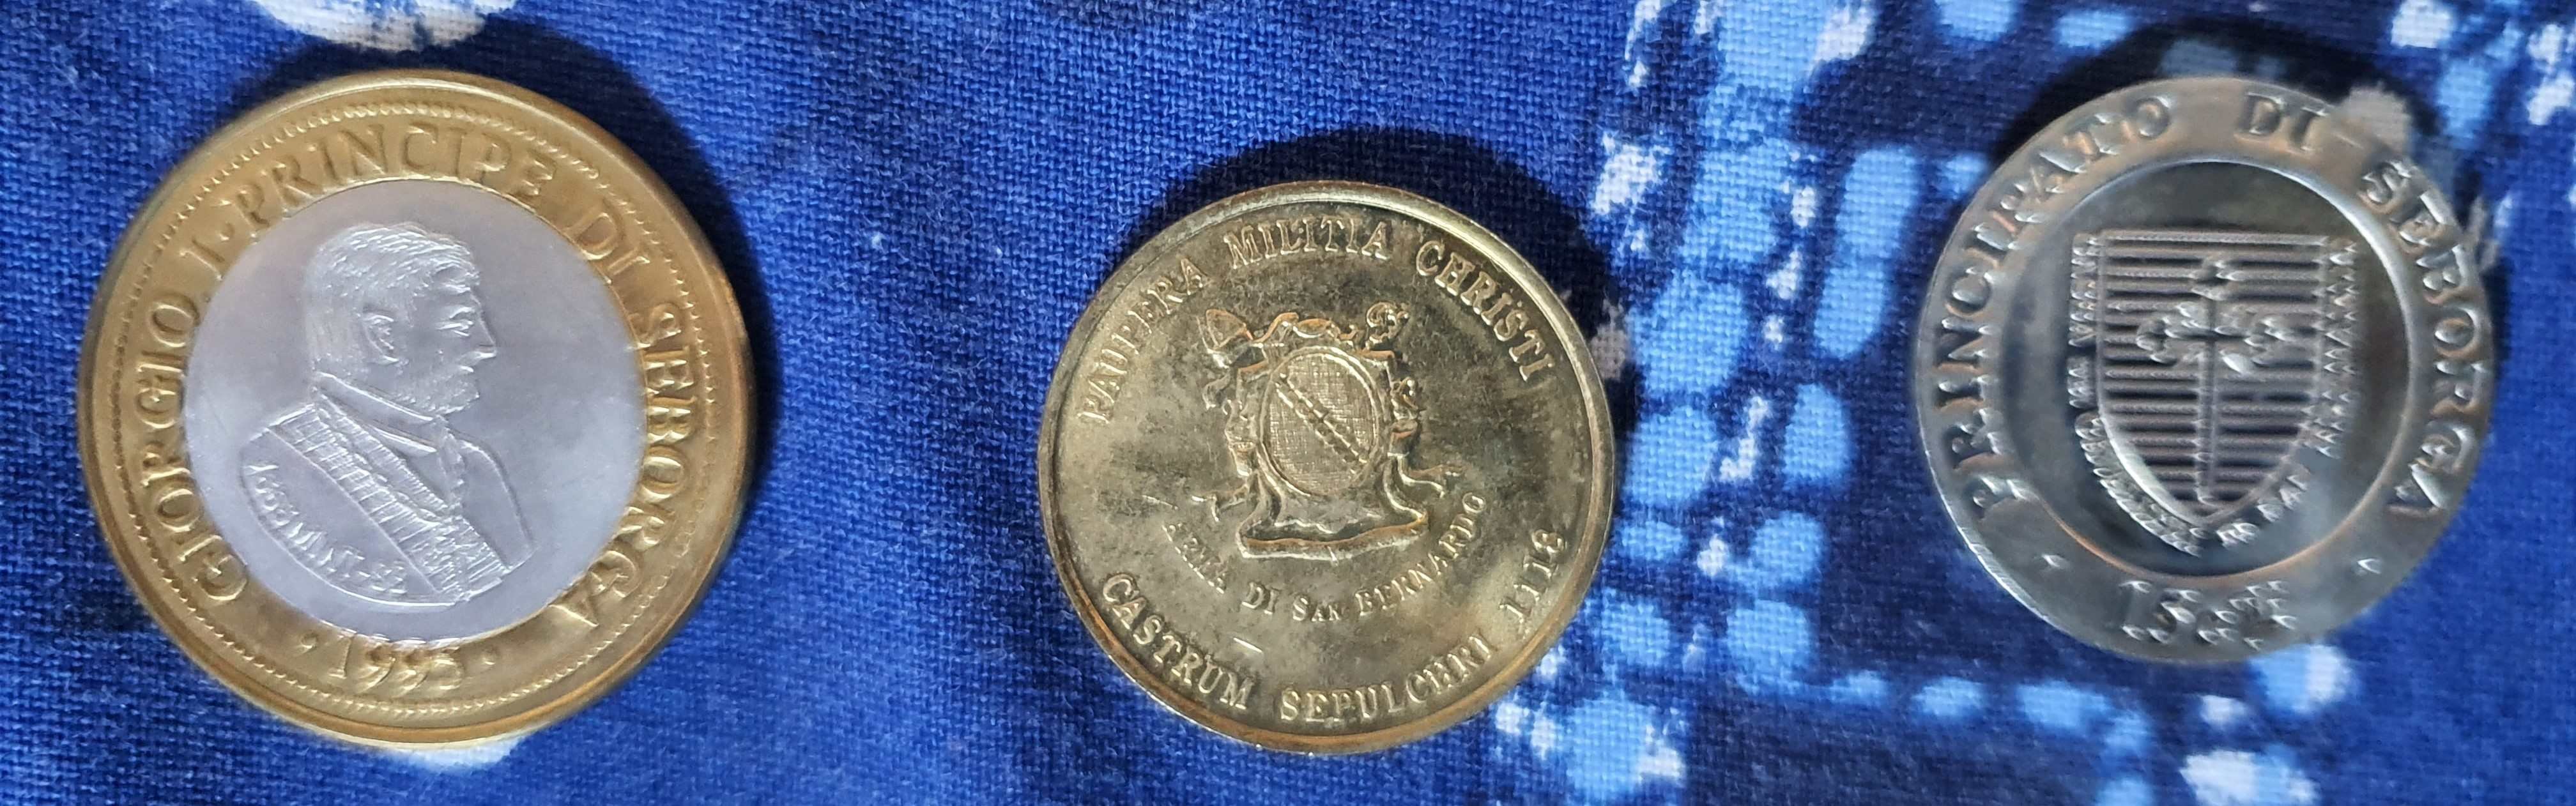 GIORGIO I · PRINCIPE DI SEBORGA
· 1995 ·
PAUPERA MILITIA CHRISTI
ARMA DI SAN BERNARDO
CASTRUM SEPULCHRI 1118
PRINCIPATO DI SEBORGA